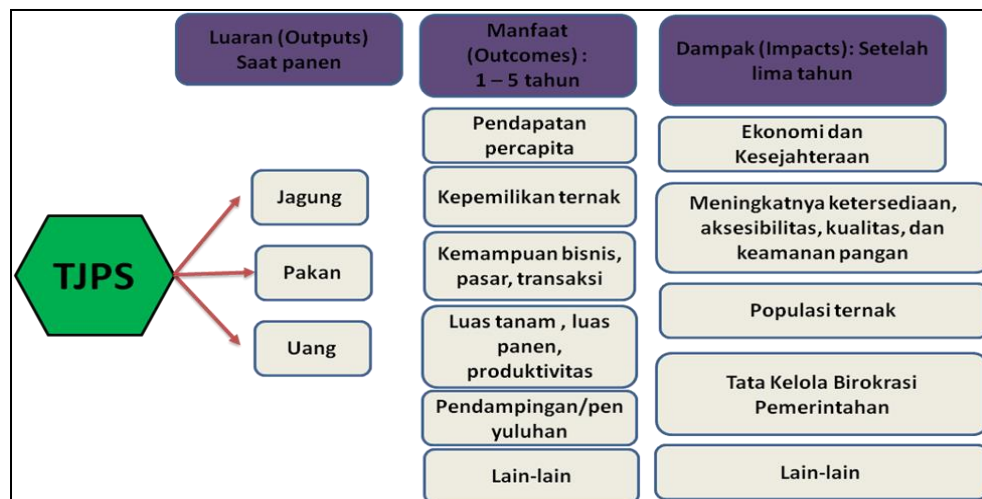 Luaran (Outputs)
Saat panen
Manfaat
(Outcomes) :
1 – 5 tahun
Dampak (Impacts): Setelah
lima tahun
TJPS
Jagung
Pakan
Uang
Pendapatan
percapita
Kepemilikan ternak
Kemampuan bisnis,
pasar, transaksi
Luas tanam , luas
panen,
produktivitas
Pendampingan/pen
yuluhan
Lain-lain
Ekonomi dan
Kesejahteraan
Meningkatnya ketersediaan,
aksesibilitas, kualitas, dan
keamanan pangan
Populasi ternak
Tata Kelola Birokrasi
Pemerintahan
Lain-lain